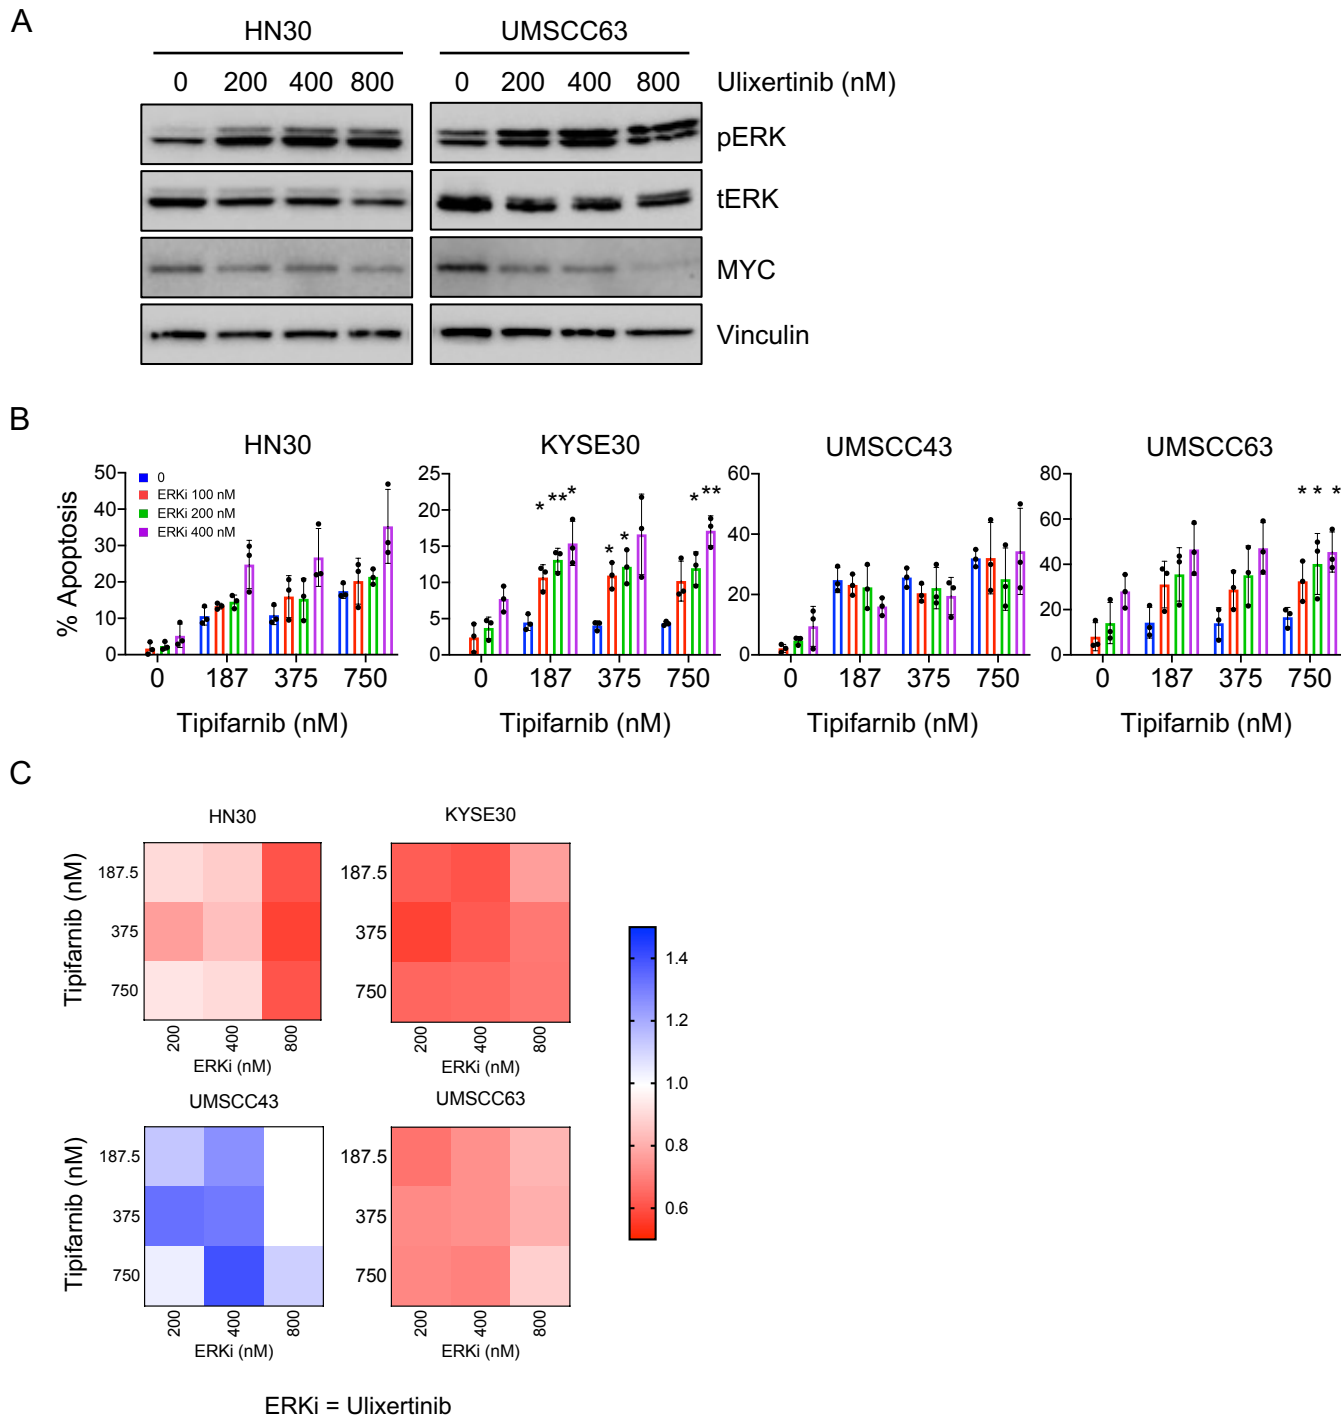 A
HN30 UMSCC63
0 200 400 800 0 200 400 800 Ulixertinib (nM)
pERK
tERK
MYC
Vinculin
B
HN30 KYSE30 UMSCC43 UMSCC63
% Apoptosis
50
40
30
20
10
0
0
ERKi 100 nM
ERKi 200 nM
ERKi 400 nM
0 187 375 750
Tipifarnib (nM)
25
20
15
10
5
0
* ** * * * * **
0 187 375 750
Tipifarnib (nM)
60
40
20
0
0 187 375 750
Tipifarnib (nM)
80
60
40
20
0
* * *
0 187 375 750
Tipifarnib (nM)
C
HN30
Tipifarnib (nM)
187.5
375
750
200 400 800
ERKi (nM)
KYSE30
187.5
375
750
200 400 800
ERKi (nM)
1.4
1.2
1.0
0.8
0.6
UMSCC43
Tipifarnib (nM)
187.5
375
750
200 400 800
ERKi (nM)
UMSCC63
187.5
375
750
200 400 800
ERKi (nM)
ERKi = Ulixertinib